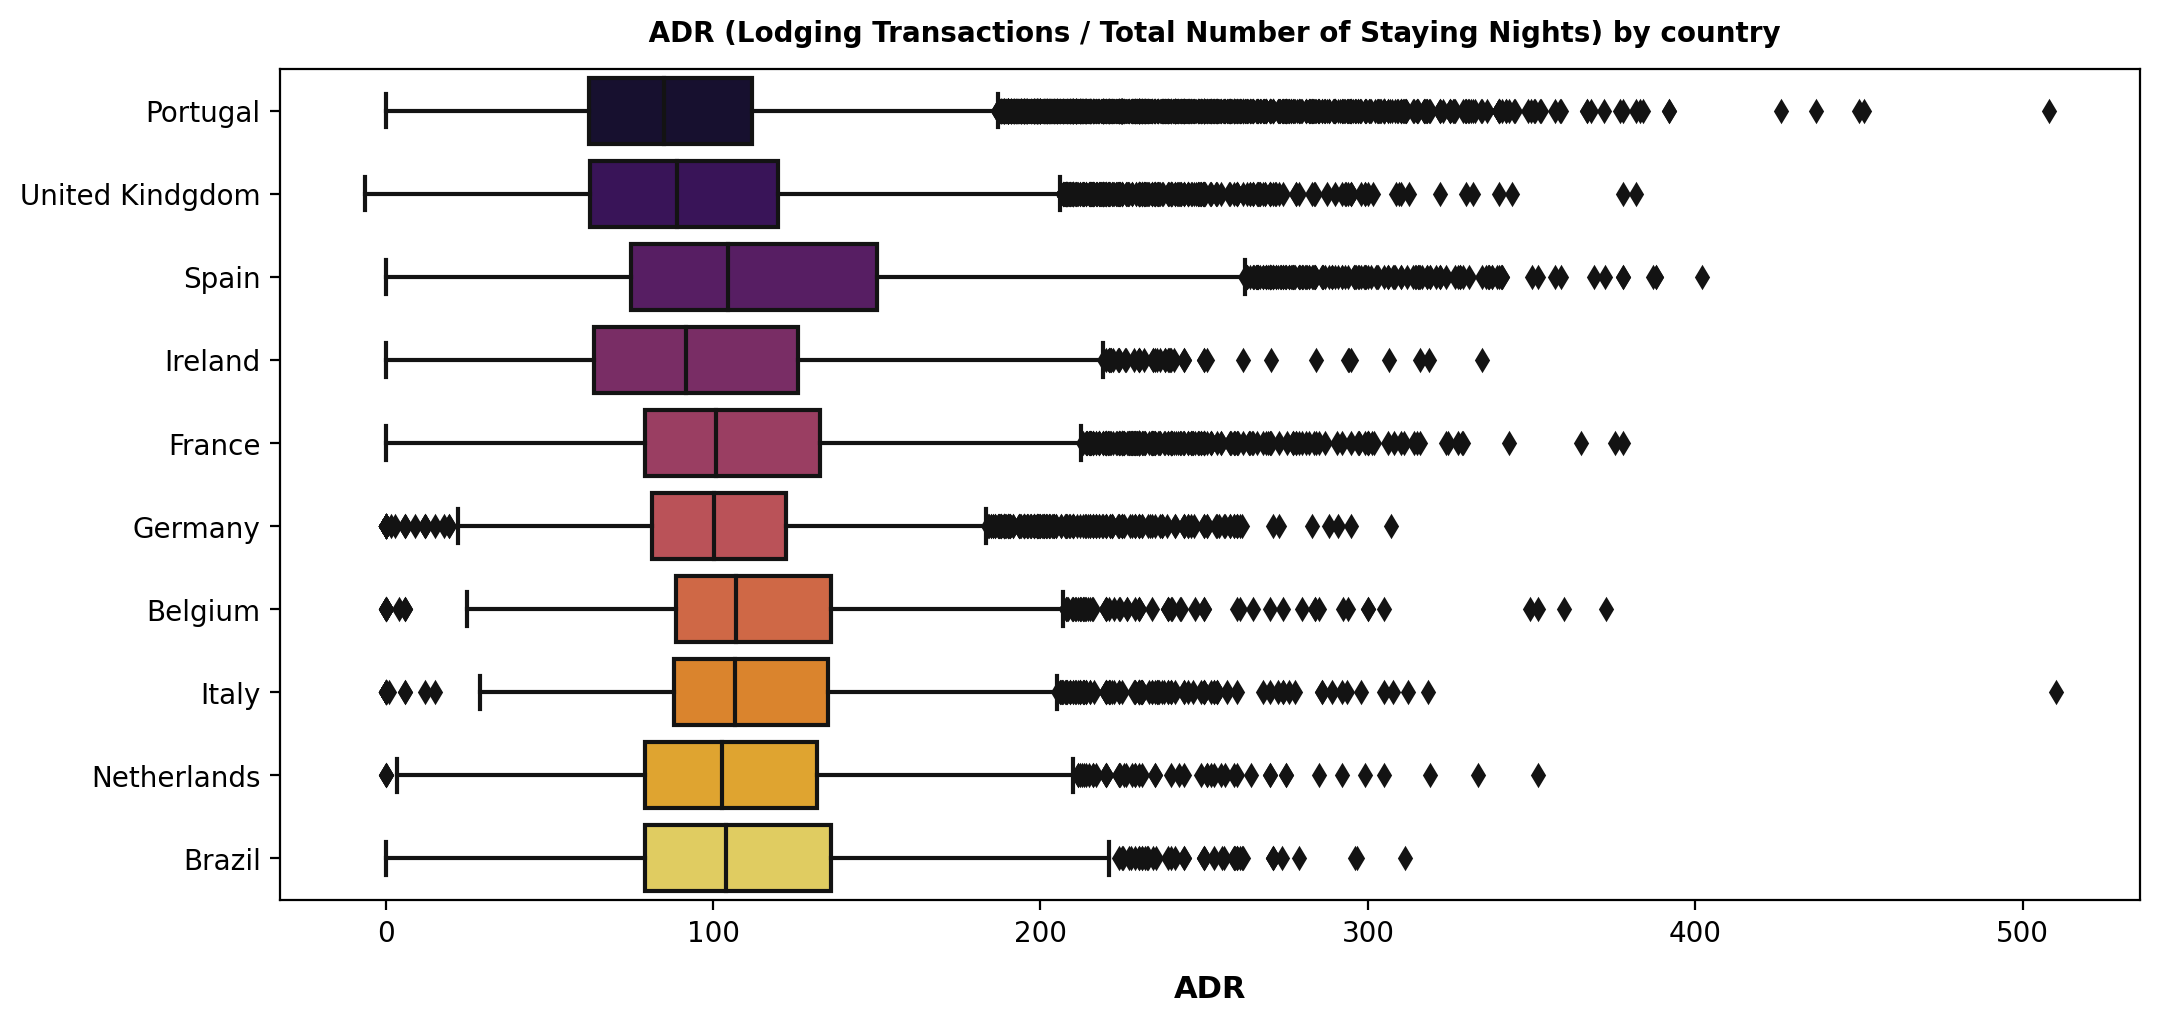 ADR (Lodging Transactions / Total Number of Staying Nights) by country
Portugal
United Kindgdom
Spain
Ireland
France
Germany
Belgium
Italy
Netherlands
Brazil
0 100 200 300 400 500
ADR